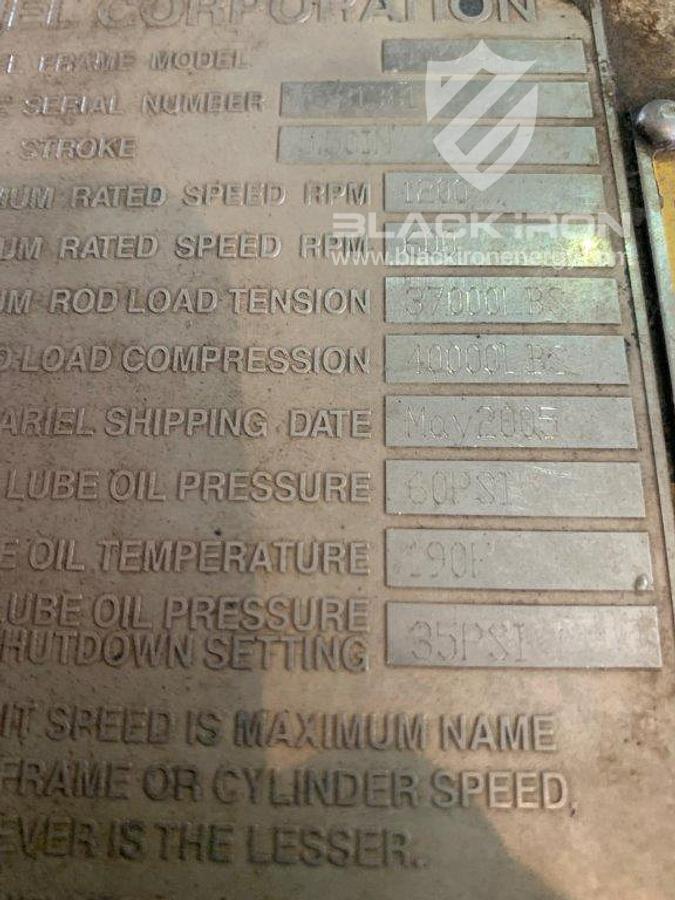 EL CORPORATION
FRAME MODEL
SERIAL NUMBER
STROKE
UM RATED SPEED RPM 1200
BLACK IRON
UM RATED SPEED RPM
www.blackironenergy.com
UM ROD LOAD TENSION 37000LBS
LOAD COMPRESSION 40000LBS
ARIEL SHIPPING DATE May2005
LUBE OIL PRESSURE 60PSI
E OIL TEMPERATURE 190F
LUBE OIL PRESSURE
HUTDOWN SETTING 35PSI
IT SPEED IS MAXIMUM NAME
FRAME OR CYLINDER SPEED,
EVER IS THE LESSER.